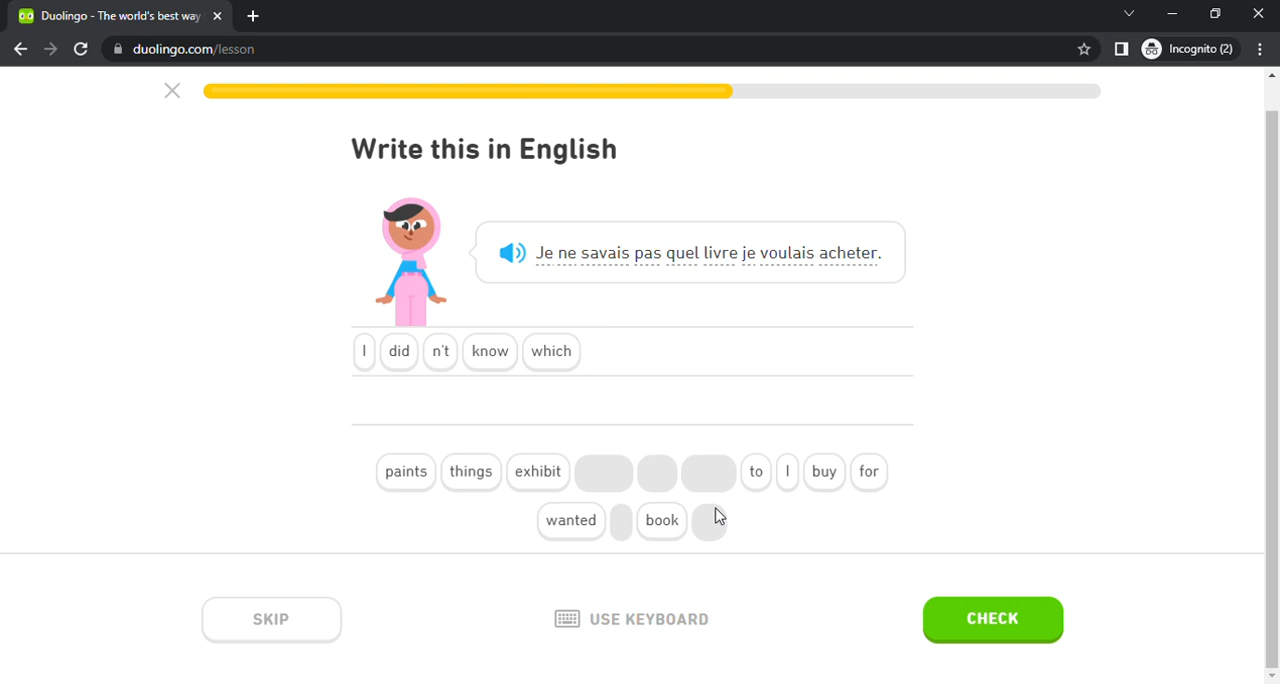 Duolingo - The world's best way
duolingo.com/lesson
Incognito (2)
Write this in English
Je ne savais pas quel livre je voulais acheter.
I did n't know which
paints things exhibit to I buy for
wanted book
SKIP USE KEYBOARD CHECK